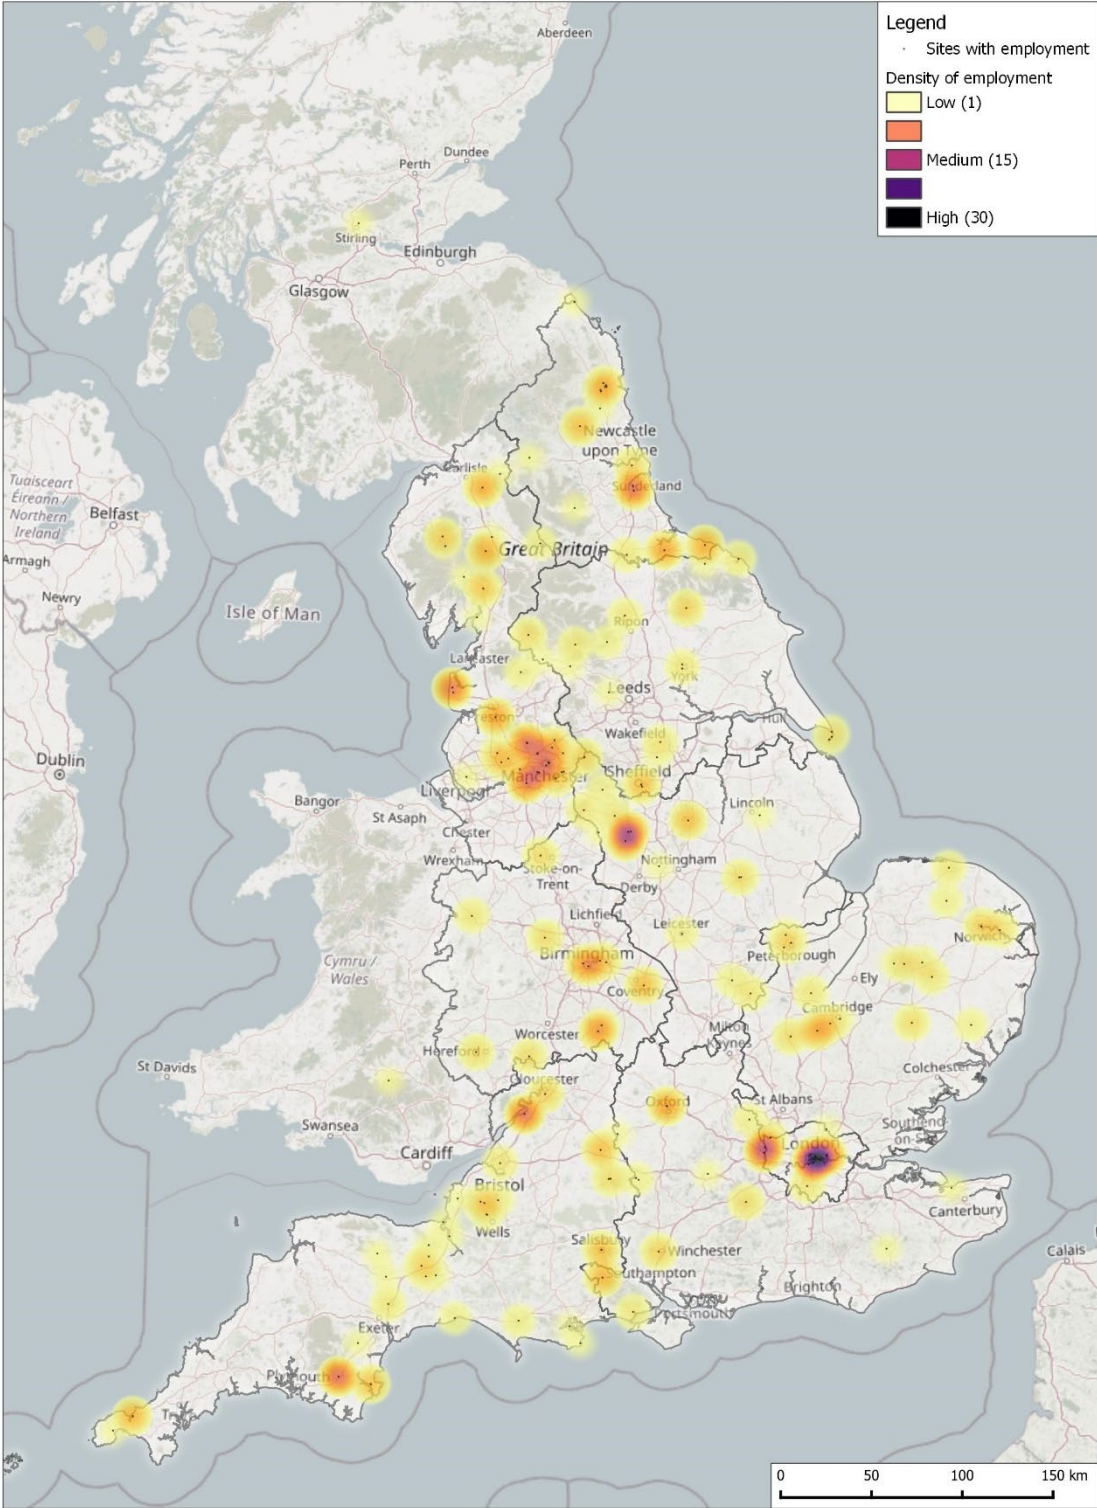 Legend
Sites with employment
Density of employment
Low (1)
Medium (15)
High (30)
Aberdeen
Dundee
Perth
Stirling
Edinburgh
Glasgow
Newcastle
upon Tyne
Carlisle
Sunderland
Tuaisceart
Éireann /
Northern
Ireland
Belfast
Great Britain
Armagh
Newry
Isle of Man
Ripon
Lancaster
York
Leeds
Preston
Hull
Wakefield
Dublin
Manchester
Sheffield
Liverpool
Bangor
Lincoln
St Asaph
Chester
Wrexham
Nottingham
Stoke-on-
Trent
Derby
Lichfield
Leicester
Norwich
Birmingham
Peterborough
Cymru /
Wales
Ely
Coventry
Cambridge
Worcester
Milton
Keynes
Hereford
St Davids
Colchester
Gloucester
St Albans
Oxford
Swansea
Southend-
on-Sea
London
Cardiff
Bristol
Canterbury
Wells
Salisbury
Winchester
Calais
Southampton
Brighton
Portsmouth
Exeter
Plymouth
0 50 100 150 km